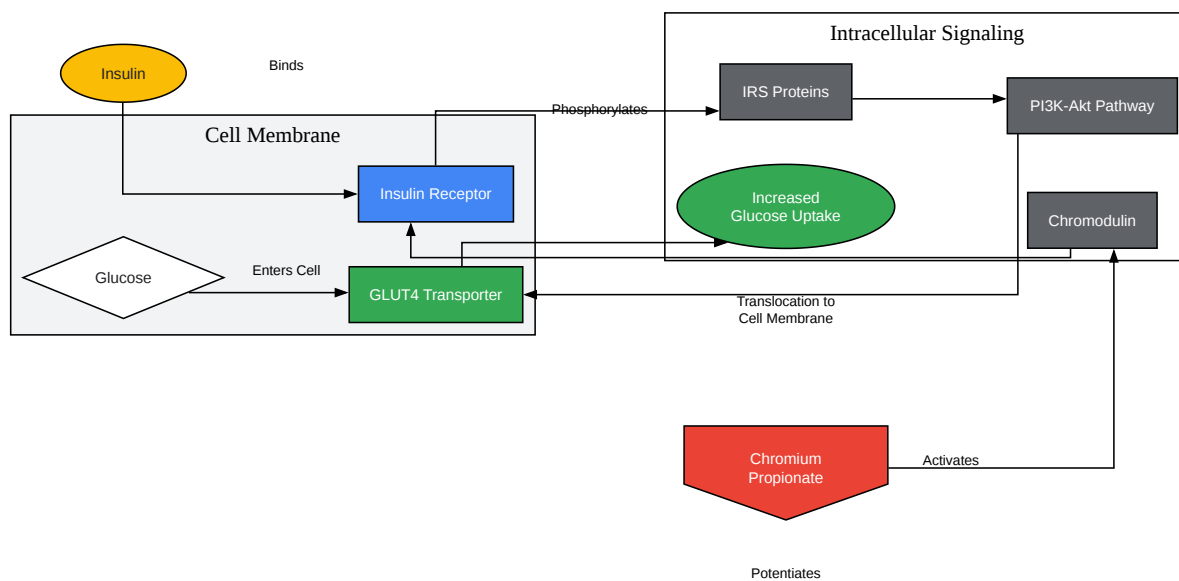 Intracellular Signaling
Insulin
Binds
IRS Proteins
PI3K-Akt Pathway
Phosphorylates
Cell Membrane
Insulin Receptor
Increased
Glucose Uptake
Chromodulin
Glucose
Enters Cell
GLUT4 Transporter
Translocation to
Cell Membrane
Chromium
Propionate
Activates
Potentiates